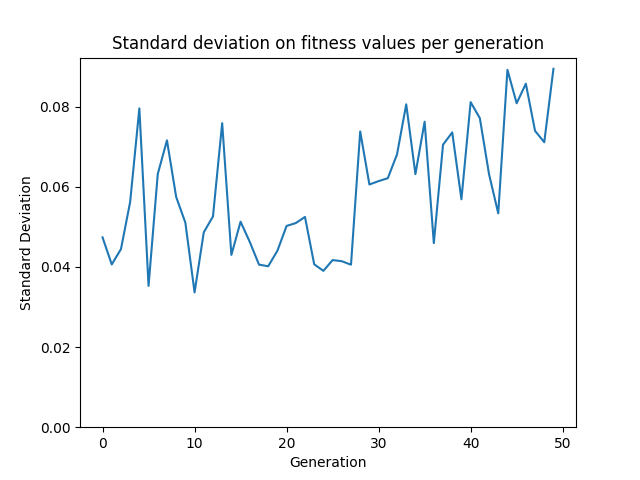 Standard deviation on fitness values per generation
0.08
0.06
0.04
0.02
0.00
Standard Deviation
0 10 20 30 40 50
Generation